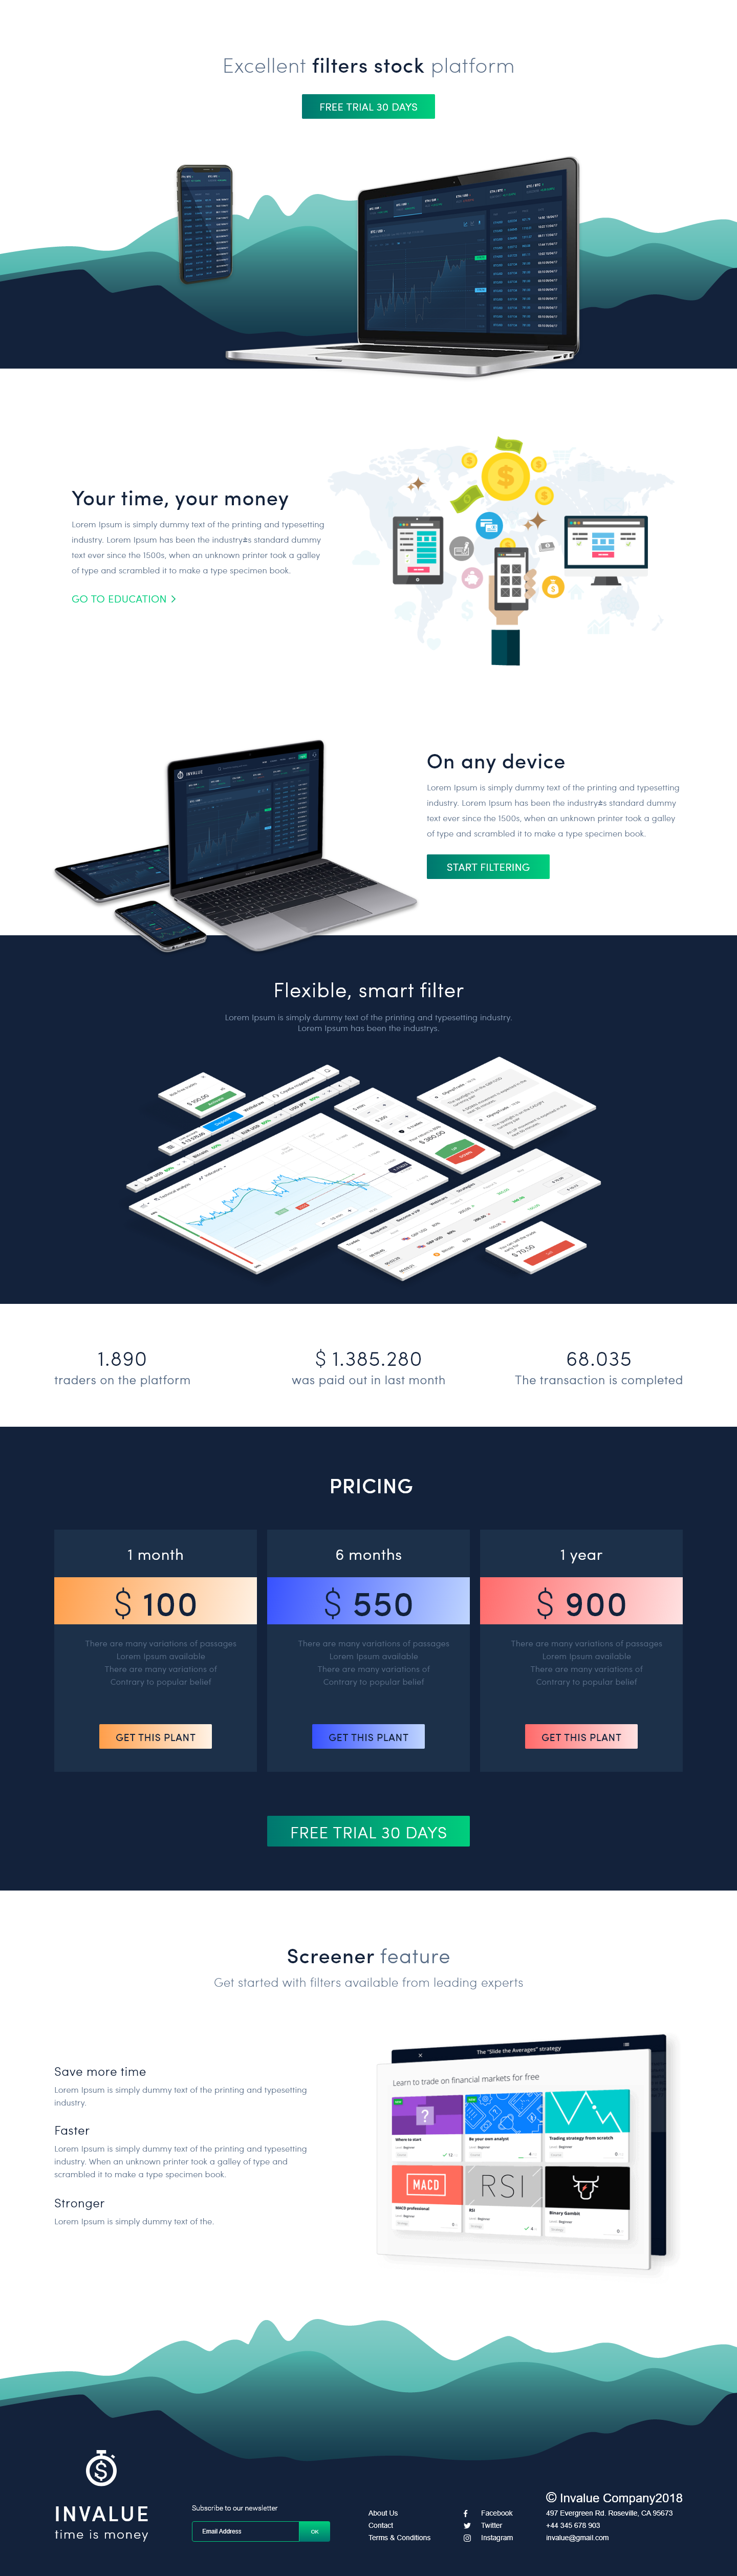 Excellent filters stock platform
FREE TRIAL 30 DAYS
Your time, your money
Lorem Ipsum is simply dummy text of the printing and typesetting
industry. Lorem Ipsum has been the industry±s standard dummy
text ever since the 1500s, when an unknown printer took a galley
of type and scrambled it to make a type specimen book.
GO TO EDUCATION >
INVALUE
On any device
Lorem Ipsum is simply dummy text of the printing and typesetting
industry. Lorem Ipsum has been the industry±s standard dummy
text ever since the 1500s, when an unknown printer took a galley
of type and scrambled it to make a type specimen book.
START FILTERING
Flexible, smart filter
Lorem Ipsum is simply dummy text of the printing and typesetting industry.
Lorem Ipsum has been the industrys.
$ 100.00
Deposit
Withdrawal
Technical analysis
Indicators
$ 360.00
UP
DOWN
$ 70.50
1.890
traders on the platform
$ 1.385.280
was paid out in last month
68.035
The transaction is completed
PRICING
1 month
$ 100
There are many variations of passages
Lorem Ipsum available
There are many variations of
Contrary to popular belief
GET THIS PLANT
6 months
$ 550
There are many variations of passages
Lorem Ipsum available
There are many variations of
Contrary to popular belief
GET THIS PLANT
1 year
$ 900
There are many variations of passages
Lorem Ipsum available
There are many variations of
Contrary to popular belief
GET THIS PLANT
FREE TRIAL 30 DAYS
Screener feature
Get started with filters available from leading experts
Save more time
Lorem Ipsum is simply dummy text of the printing and typesetting
industry.
Faster
Lorem Ipsum is simply dummy text of the printing and typesetting
industry. When an unknown printer took a galley of type and
scrambled it to make a type specimen book.
Stronger
Lorem Ipsum is simply dummy text of the.
The "Slide the Averages" strategy
Learn to trade on financial markets for free
Where to start
Be your own analyst
Trading strategy from scratch
MACD
RSI
MACD professional
RSI
Binary Gambit
INVALUE
time is money
Subscribe to our newsletter
Email Address
OK
About Us
Contact
Terms & Conditions
Facebook
Twitter
Instagram
© Invalue Company2018
497 Evergreen Rd. Roseville, CA 95673
+44 345 678 903
invalue@gmail.com